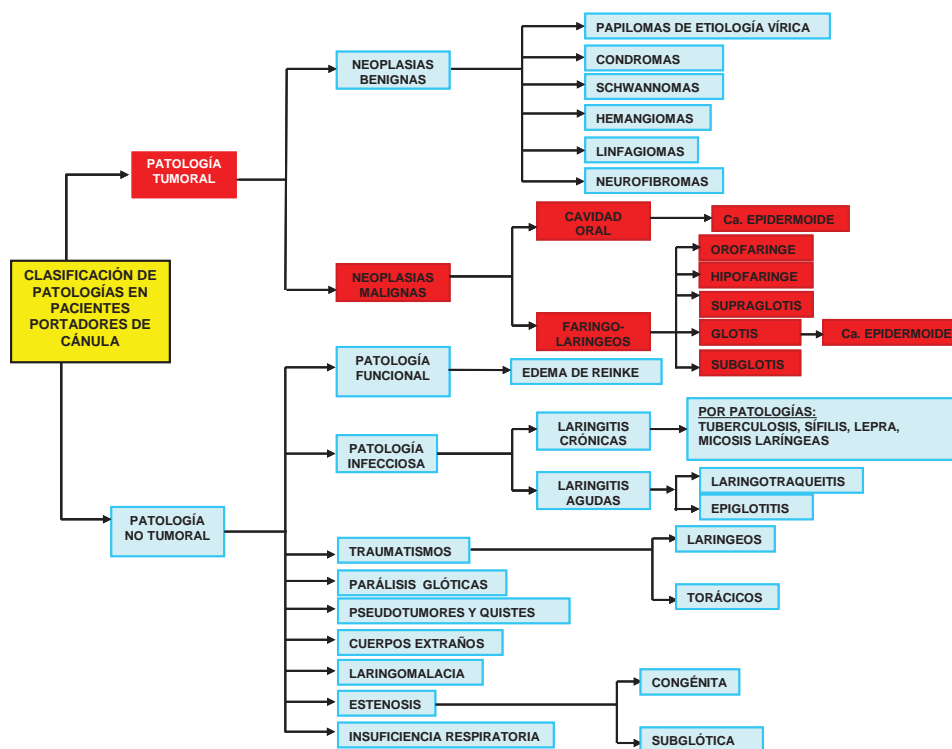 PAPILOMAS DE ETIOLOGÍA VÍRICA
NEOPLASIAS
BENIGNAS
CONDROMAS
SCHWANNOMAS
HEMANGIOMAS
LINFAGIOMAS
NEUROFIBROMAS
PATOLOGÍA
TUMORAL
CAVIDAD
ORAL
Ca. EPIDERMOIDE
NEOPLASIAS
MALIGNAS
OROFARINGE
HIPOFARINGE
SUPRAGLOTIS
FARINGO-
LARINGEOS
GLOTIS
Ca. EPIDERMOIDE
SUBGLOTIS
CLASIFICACIÓN DE
PATOLOGÍAS EN
PACIENTES
PORTADORES DE
CÁNULA
PATOLOGÍA
FUNCIONAL
EDEMA DE REINKE
PATOLOGÍA
INFECCIOSA
LARINGITIS
CRÓNICAS
POR PATOLOGÍAS:
TUBERCULOSIS, SÍFILIS, LEPRA,
MICOSIS LARÍNGEAS
LARINGITIS
AGUDAS
LARINGOTRAQUEITIS
EPIGLOTITIS
PATOLOGÍA
NO TUMORAL
TRAUMATISMOS
LARINGEOS
TORÁCICOS
PARÁLISIS GLÓTICAS
PSEUDOTUMORES Y QUISTES
CUERPOS EXTRAÑOS
LARINGOMALACIA
ESTENOSIS
CONGÉNITA
SUBGLÓTICA
INSUFICIENCIA RESPIRATORIA